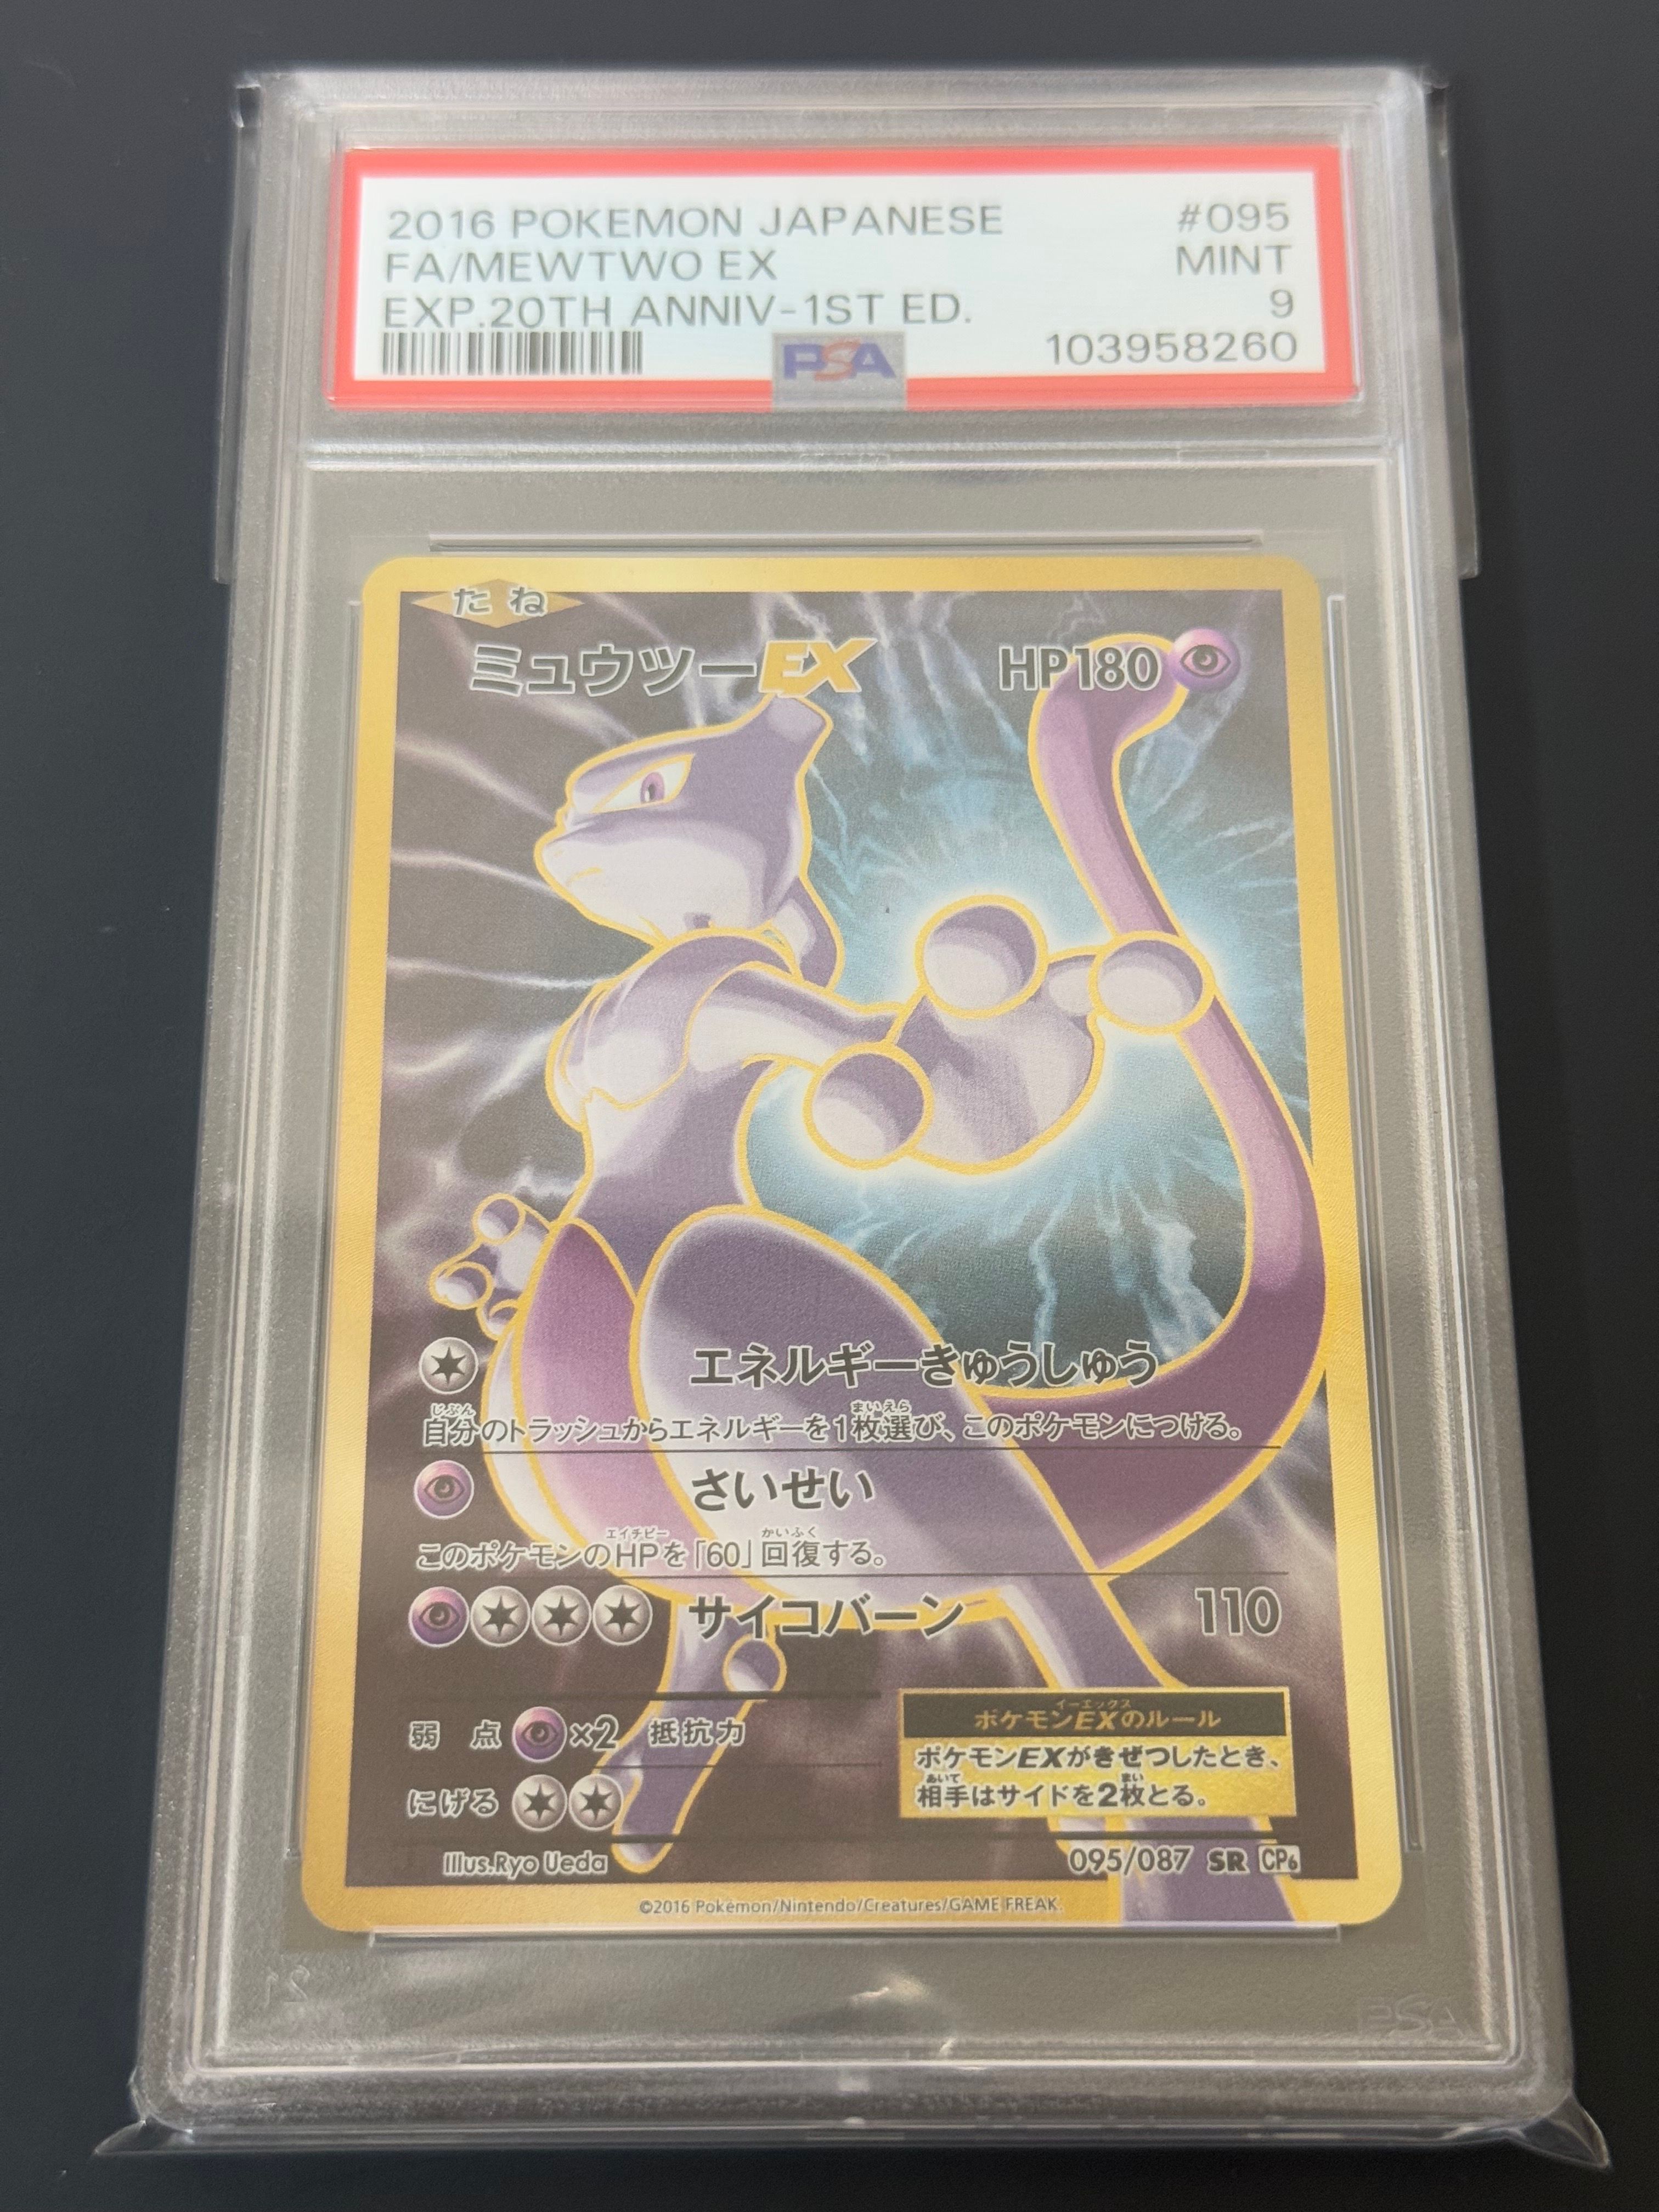 2016 POKEMON JAPANESE #095
FA/MEWTWO EX MINT
EXP.20TH ANNIV-1ST ED. 9
PSA 103958260
たね
ミュウツーEX HP180
エネルギーきゅうしゅう
じぶん まいえら
自分のトラッシュからエネルギーを1枚選び、このポケモンにつける。
さいせい
エイチピー かいふく
このポケモンのHPを「60」回復する。
サイコバーン 110
弱点 ×2 抵抗力
イーエックス
ポケモンEXのルール
ポケモンEXがきぜつしたとき、
あいて まい
相手はサイドを2枚とる。
にげる
Illus.Ryo Ueda 095/087 SR CP6
©2016 Pokémon/Nintendo/Creatures/GAME FREAK.
PSA